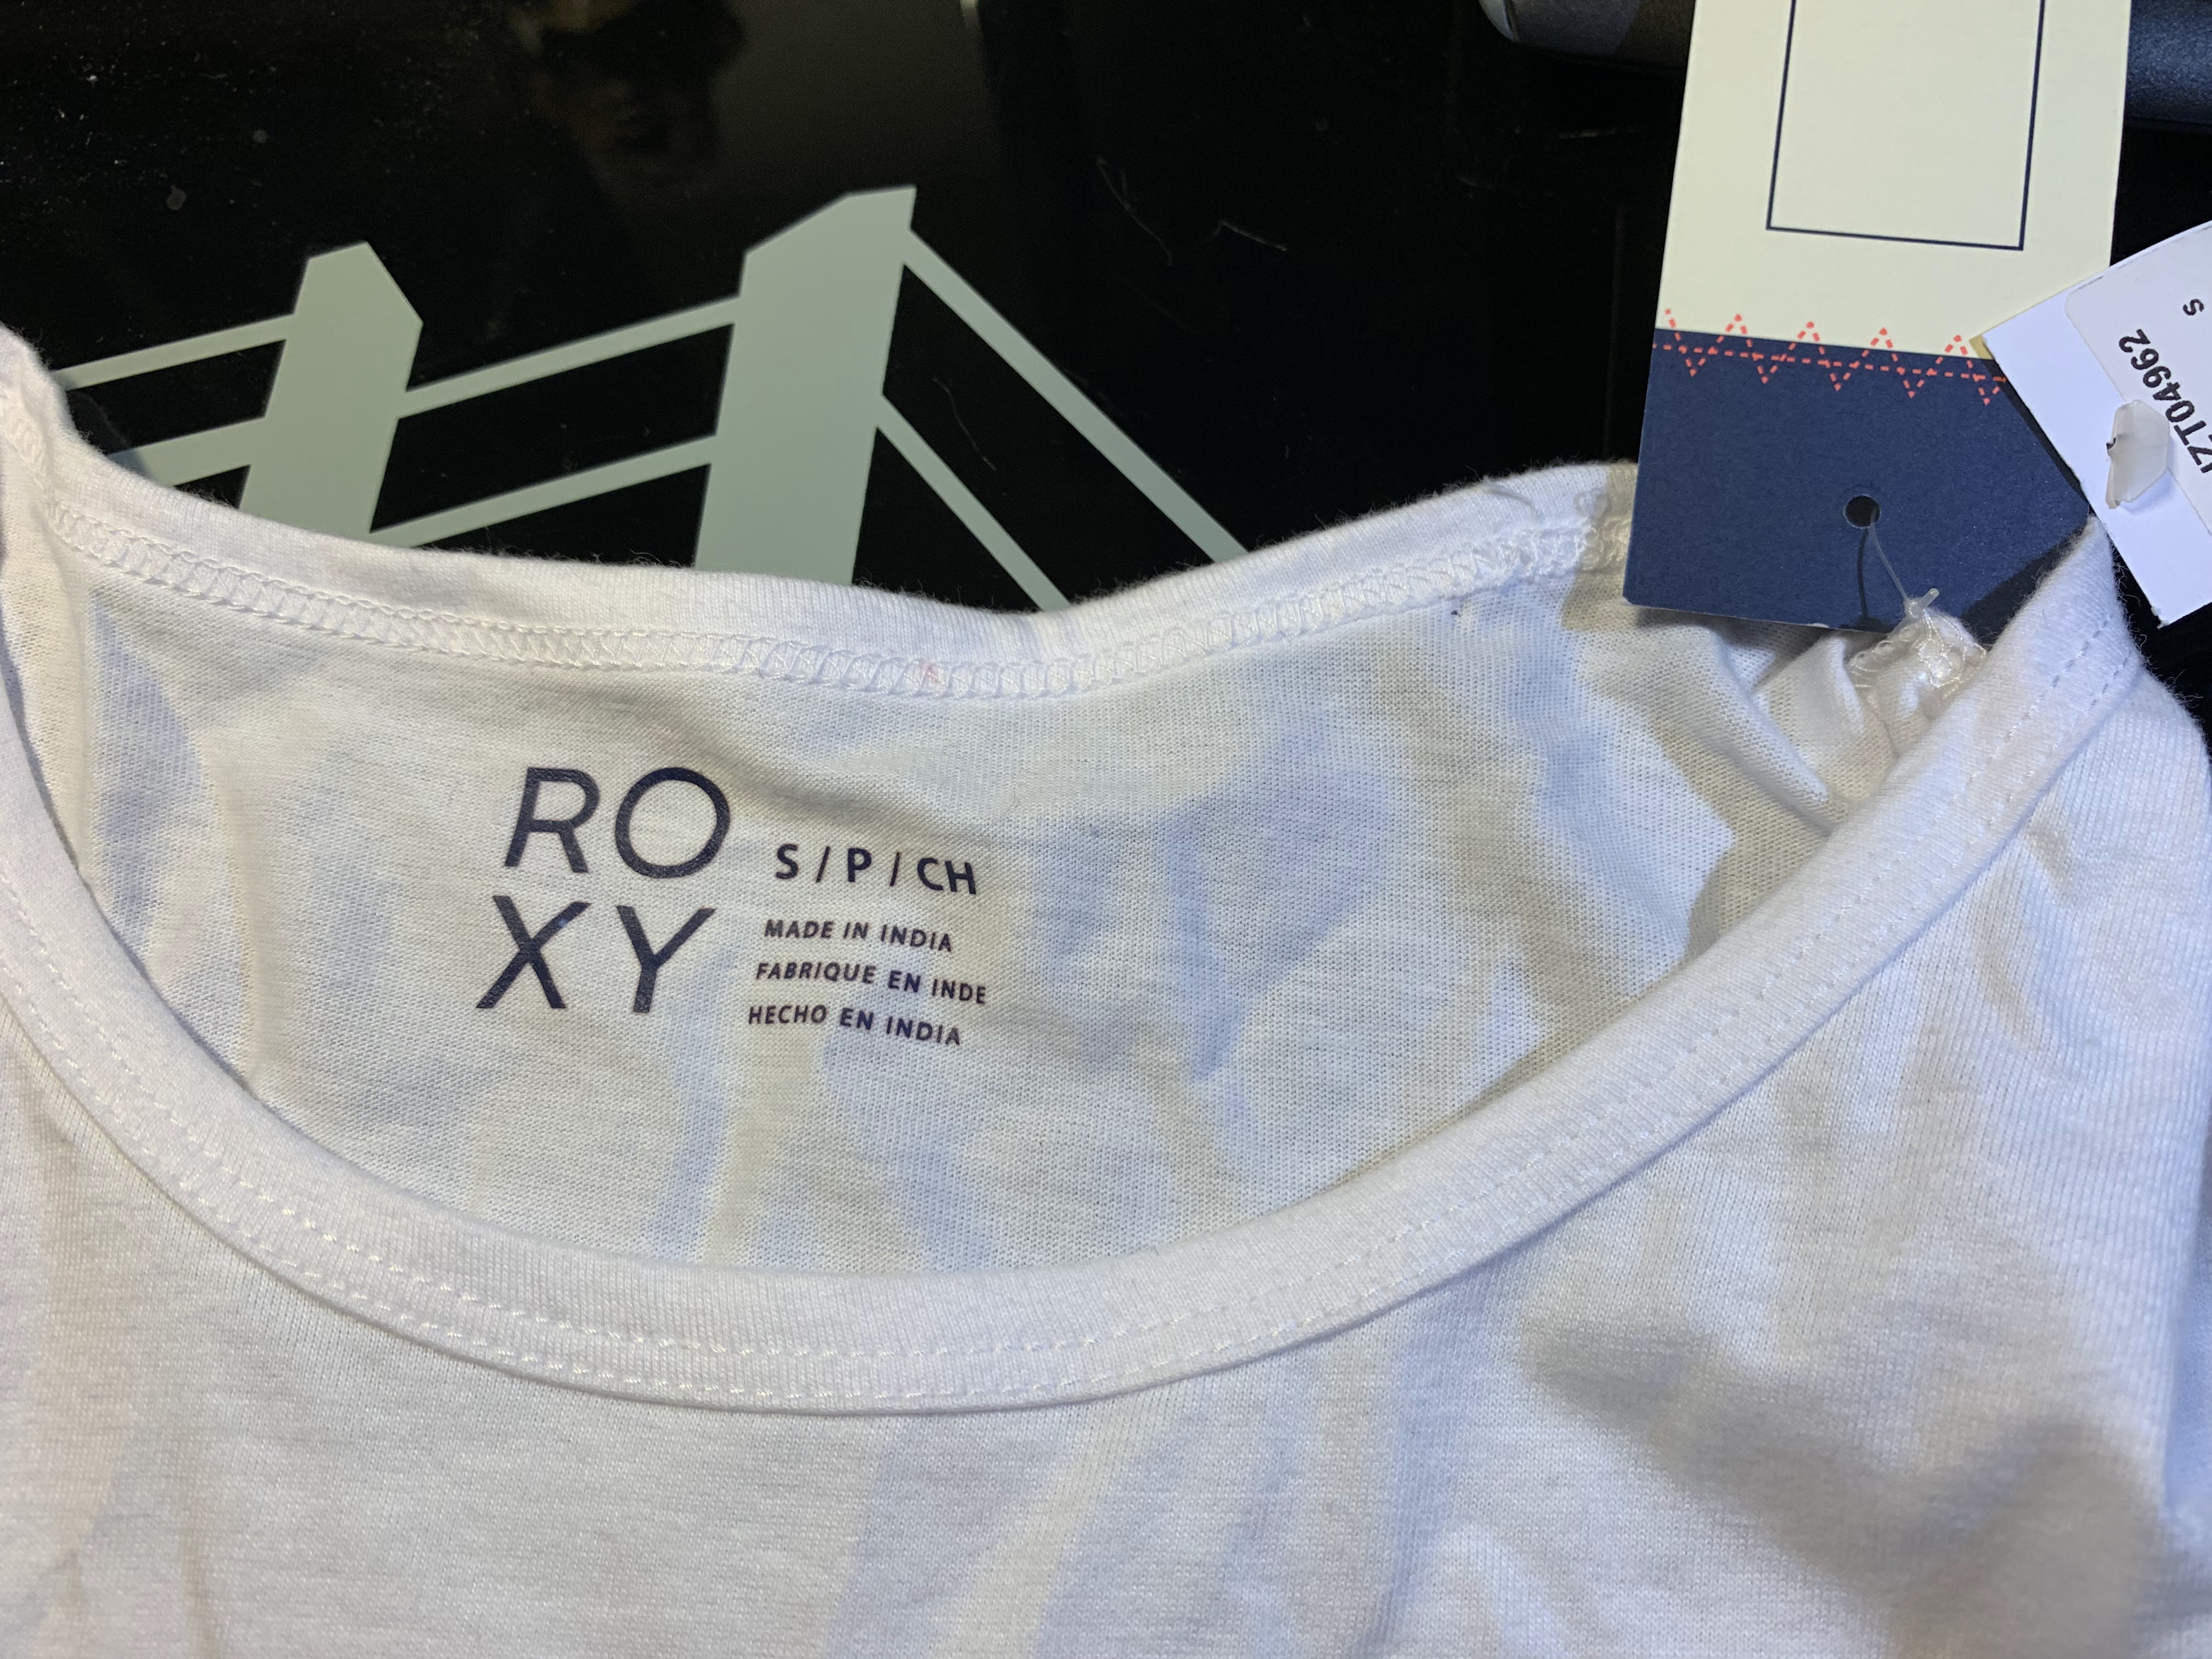 RO
XY
S / P / CH
MADE IN INDIA
FABRIQUE EN INDE
HECHO EN INDIA
S